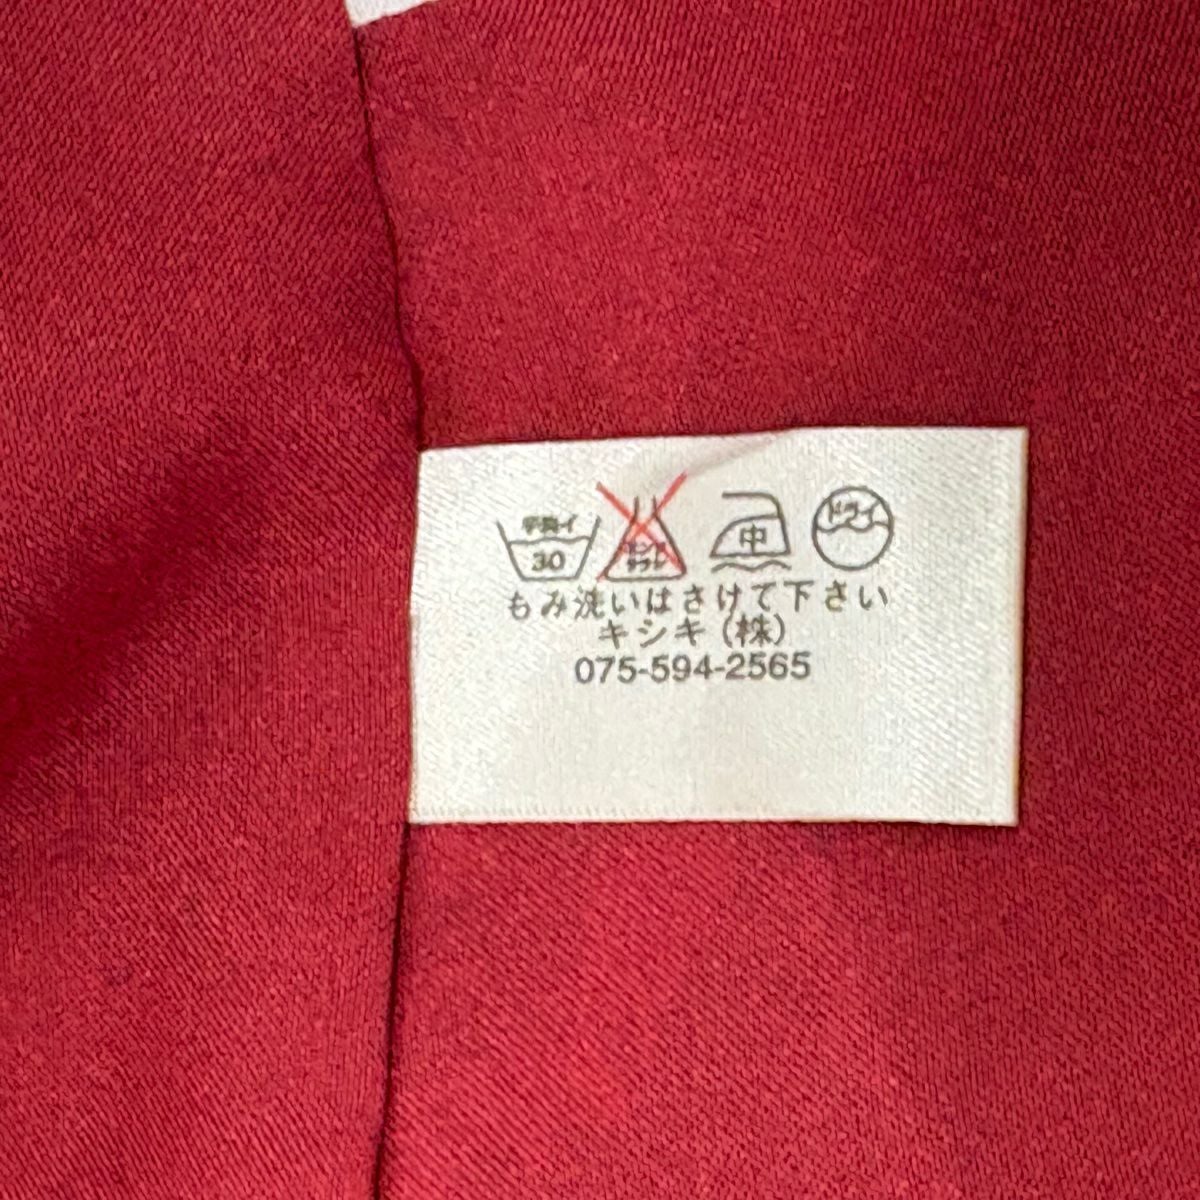 手洗イ
30
エンソ
サラシ
中
ドライ
もみ洗いはさけて下さい
キシキ(株)
075-594-2565